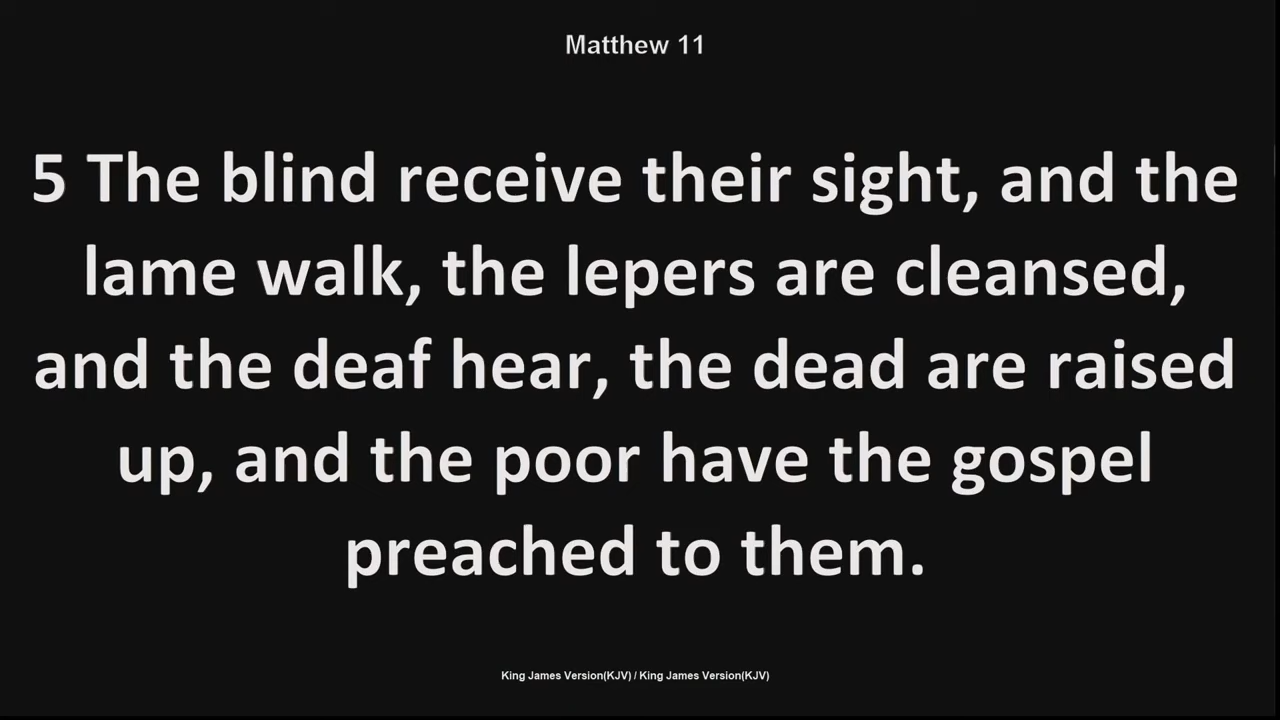 Matthew 11
5 The blind receive their sight, and the
lame walk, the lepers are cleansed,
and the deaf hear, the dead are raised
up, and the poor have the gospel
preached to them.
King James Version(KJV) / King James Version(KJV)